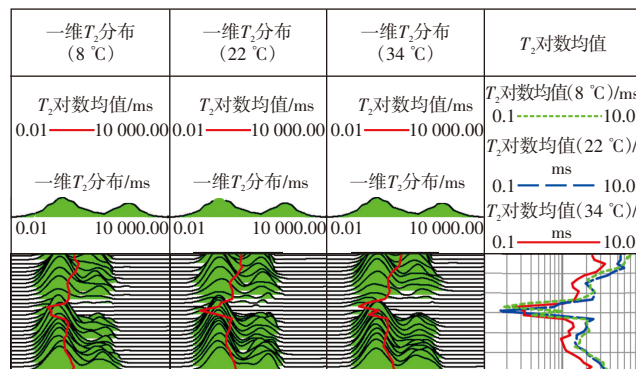 一维T₂分布
(8 ℃)
一维T₂分布
(22 ℃)
一维T₂分布
(34 ℃)
T₂对数均值
T₂对数均值/ms
0.01 10 000.00
一维T₂分布/ms
0.01 10 000.00
T₂对数均值/ms
0.01 10 000.00
一维T₂分布/ms
0.01 10 000.00
T₂对数均值/ms
0.01 10 000.00
一维T₂分布/ms
0.01 10 000.00
T₂对数均值(8 ℃)/ms
0.1 10.0
T₂对数均值(22 ℃)/
ms
0.1 10.0
T₂对数均值(34 ℃)/
ms
0.1 10.0